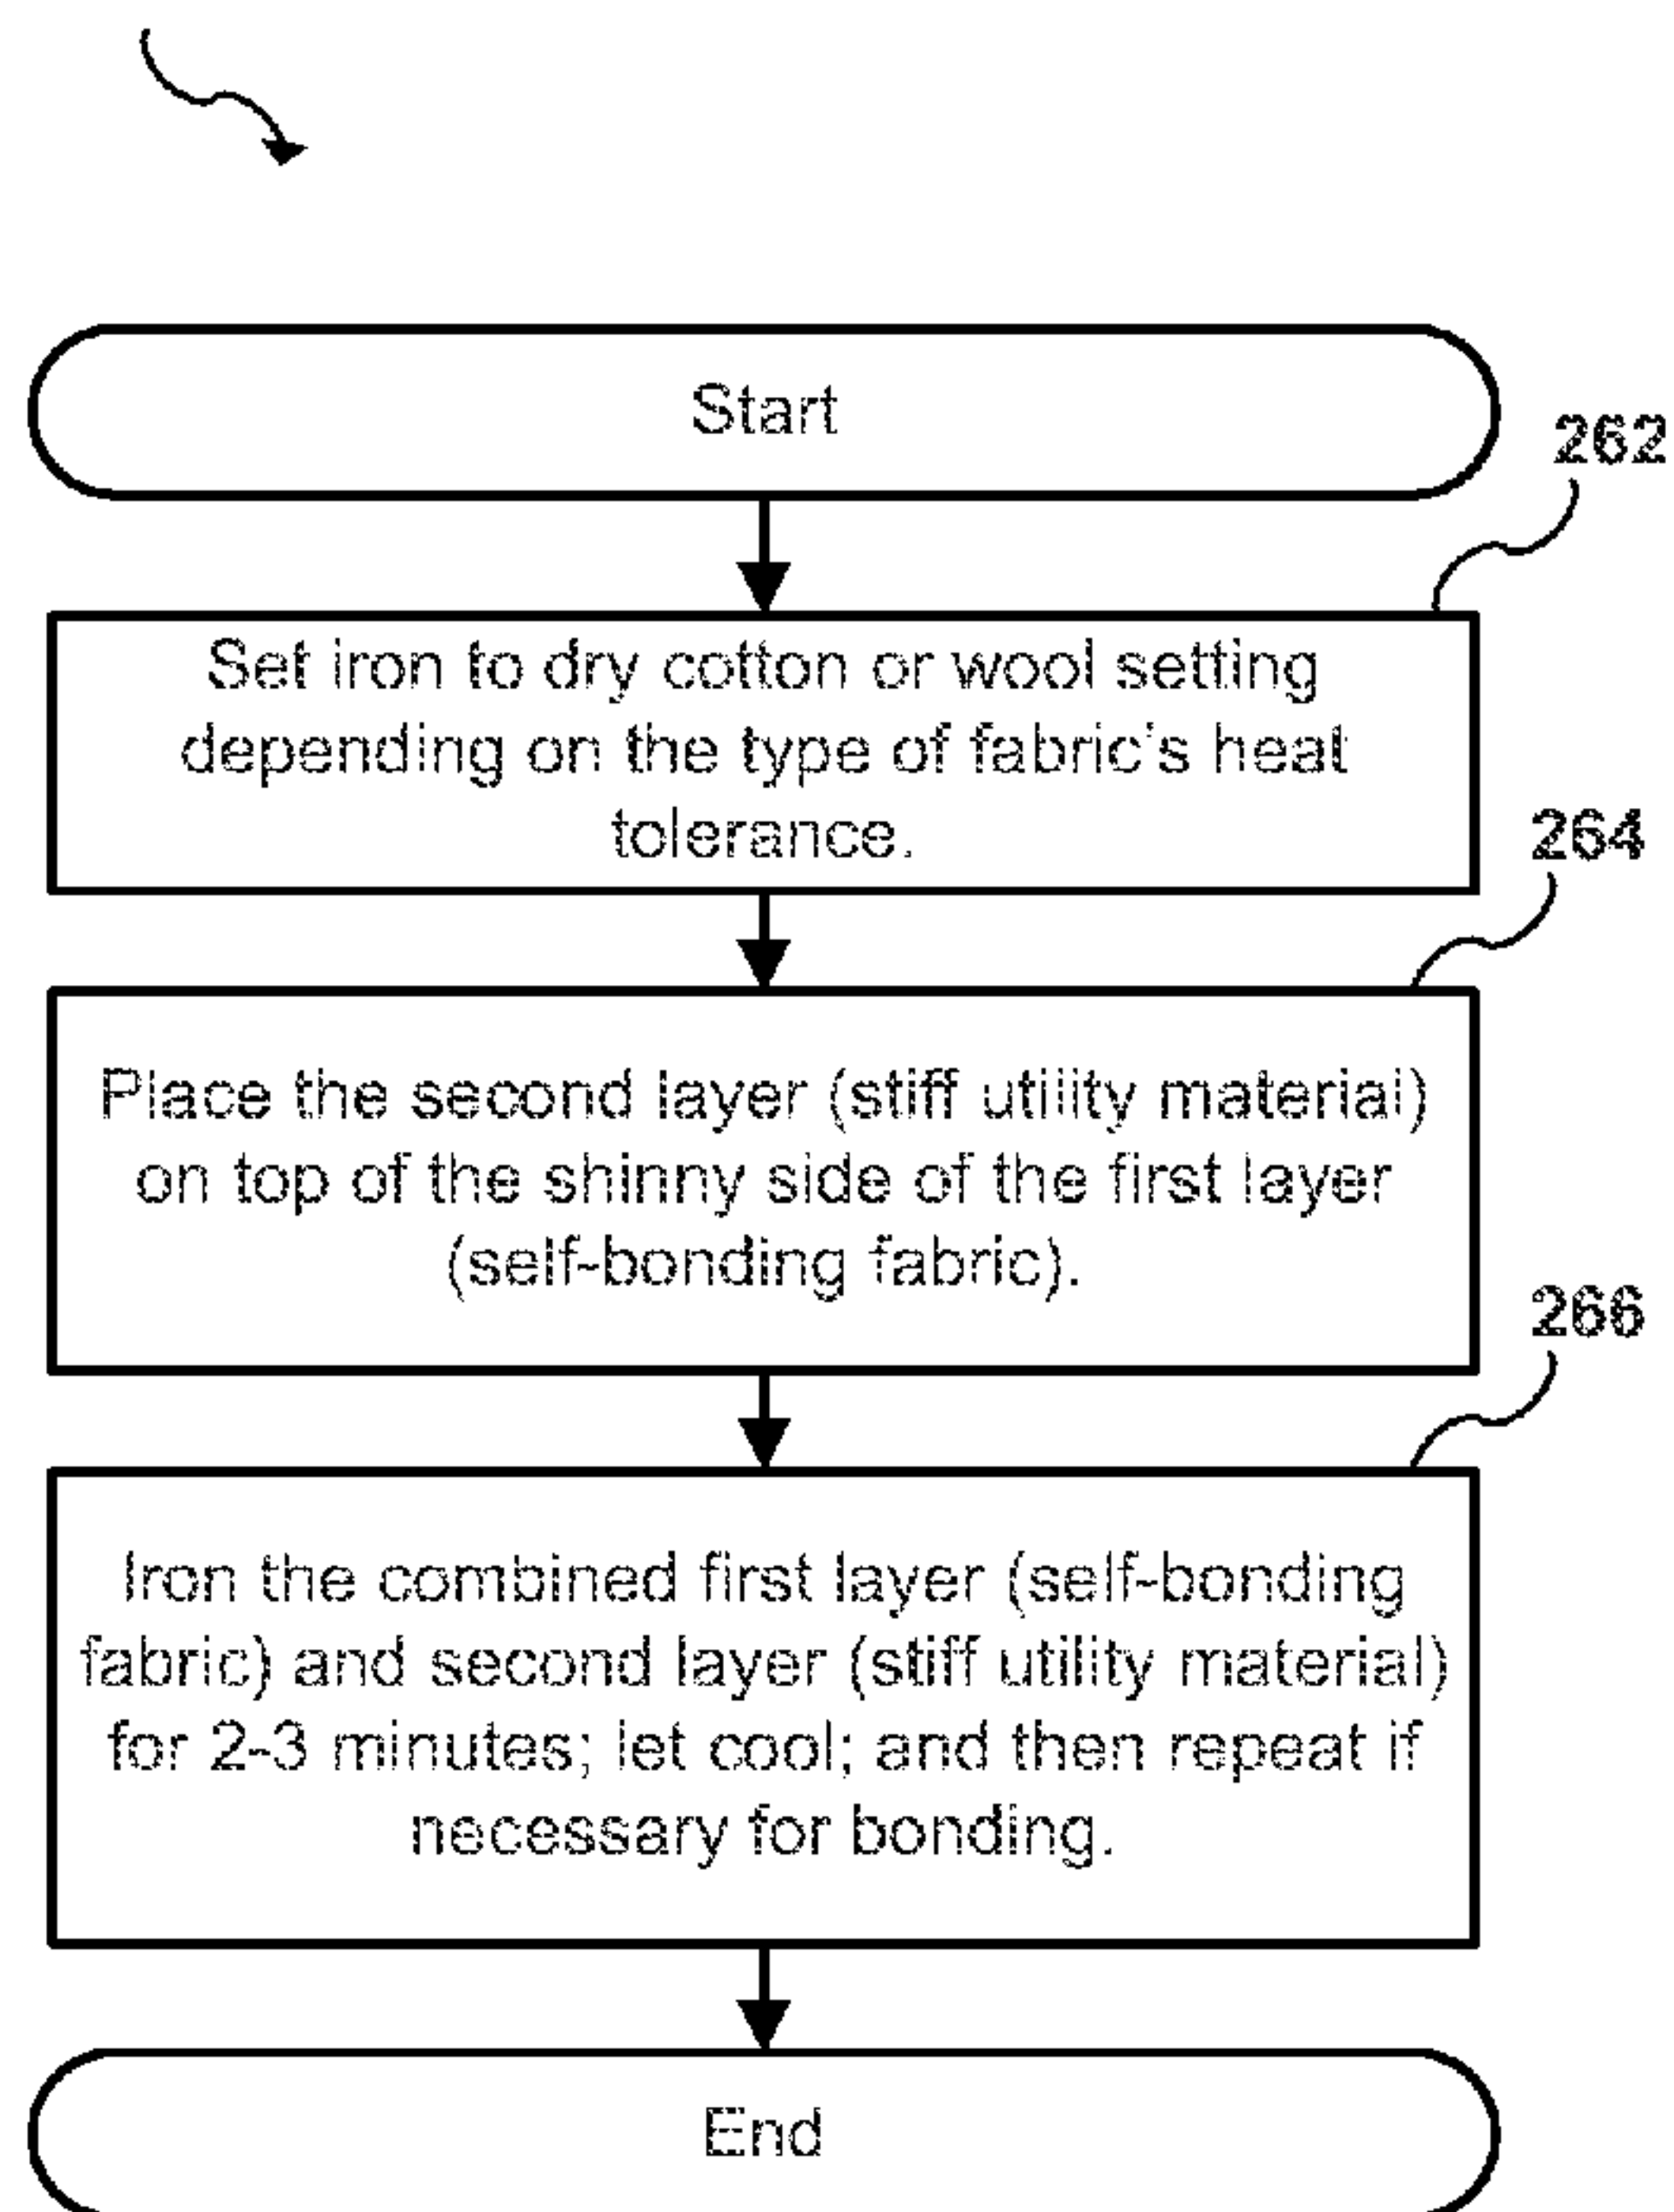 Start
262
Set iron to dry cotton or wool setting
depending on the type of fabric's heat
tolerance.
264
Place the second layer (stiff utility material)
on top of the shinny side of the first layer
(self-bonding fabric).
266
Iron the combined first layer (self-bonding
fabric) and second layer (stiff utility material)
for 2-3 minutes; let cool; and then repeat if
necessary for bonding.
End